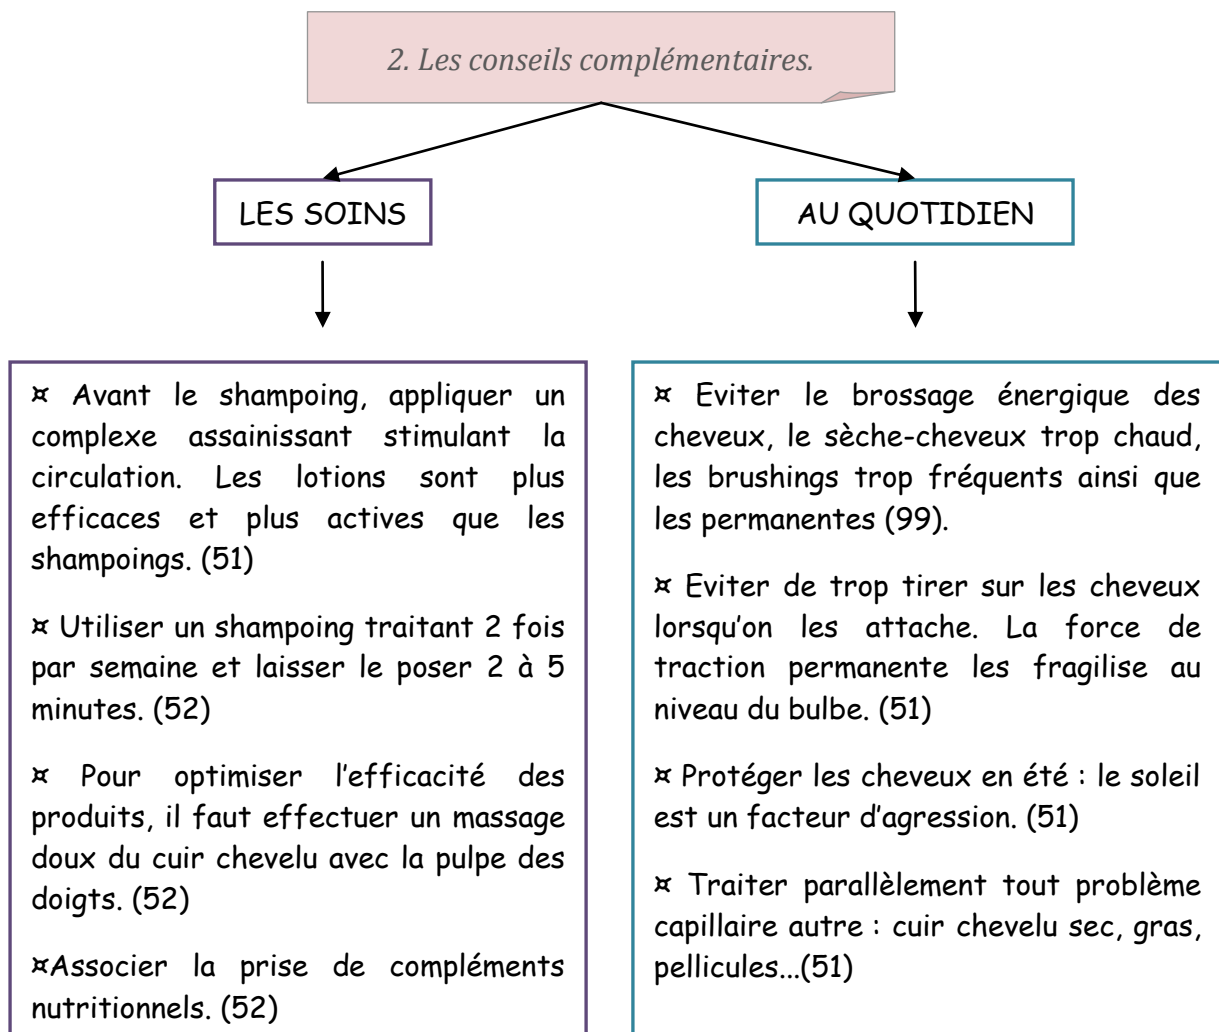 2. Les conseils complémentaires.
LES SOINS
¤ Avant le shampoing, appliquer un
complexe assainissant stimulant la
circulation. Les lotions sont plus
efficaces et plus actives que les
shampoings. (51)
¤ Utiliser un shampoing traitant 2 fois
par semaine et laisser le poser 2 à 5
minutes. (52)
¤ Pour optimiser l'efficacité des
produits, il faut effectuer un massage
doux du cuir chevelu avec la pulpe des
doigts. (52)
¤Associer la prise de compléments
nutritionnels. (52)
AU QUOTIDIEN
¤ Eviter le brossage énergique des
cheveux, le sèche-cheveux trop chaud,
les brushings trop fréquents ainsi que
les permanentes (99).
¤ Eviter de trop tirer sur les cheveux
lorsqu'on les attache. La force de
traction permanente les fragilise au
niveau du bulbe. (51)
¤ Protéger les cheveux en été : le soleil
est un facteur d'agression. (51)
¤ Traiter parallèlement tout problème
capillaire autre : cuir chevelu sec, gras,
pellicules...(51)